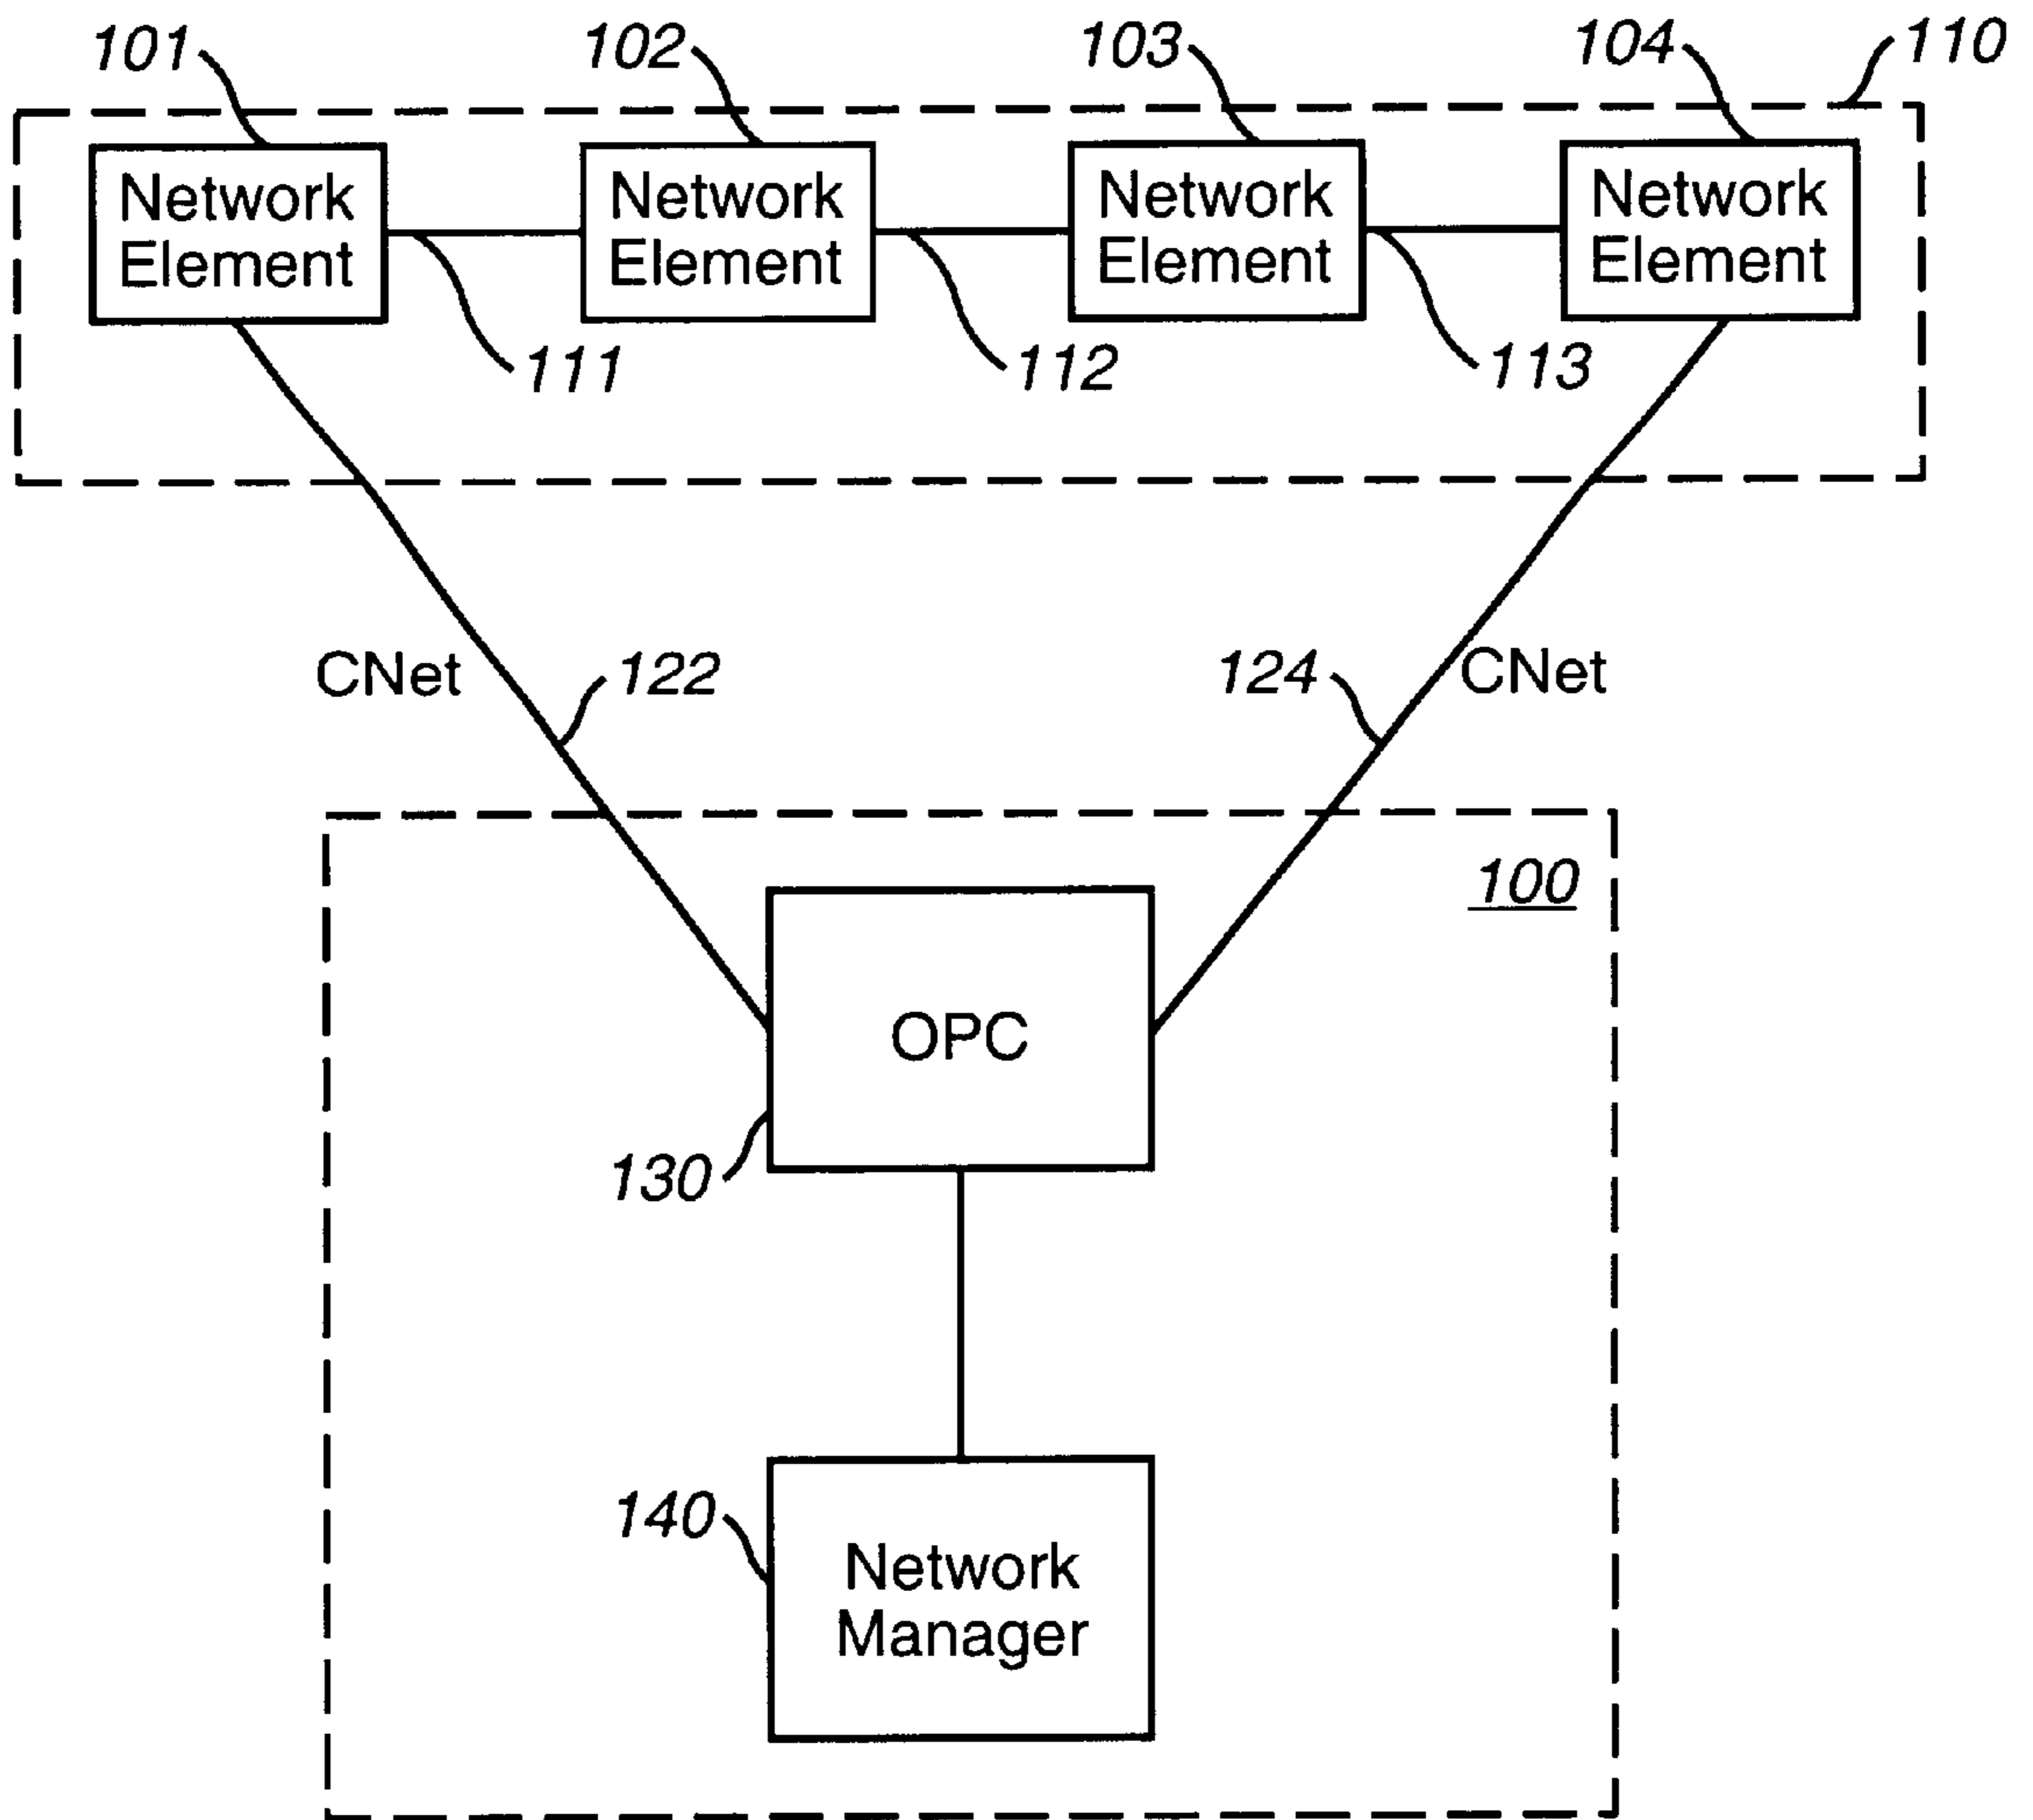 101
102
103
104
110
Network
Element
Network
Element
Network
Element
Network
Element
111
112
113
CNet
122
124
CNet
100
OPC
130
140
Network
Manager